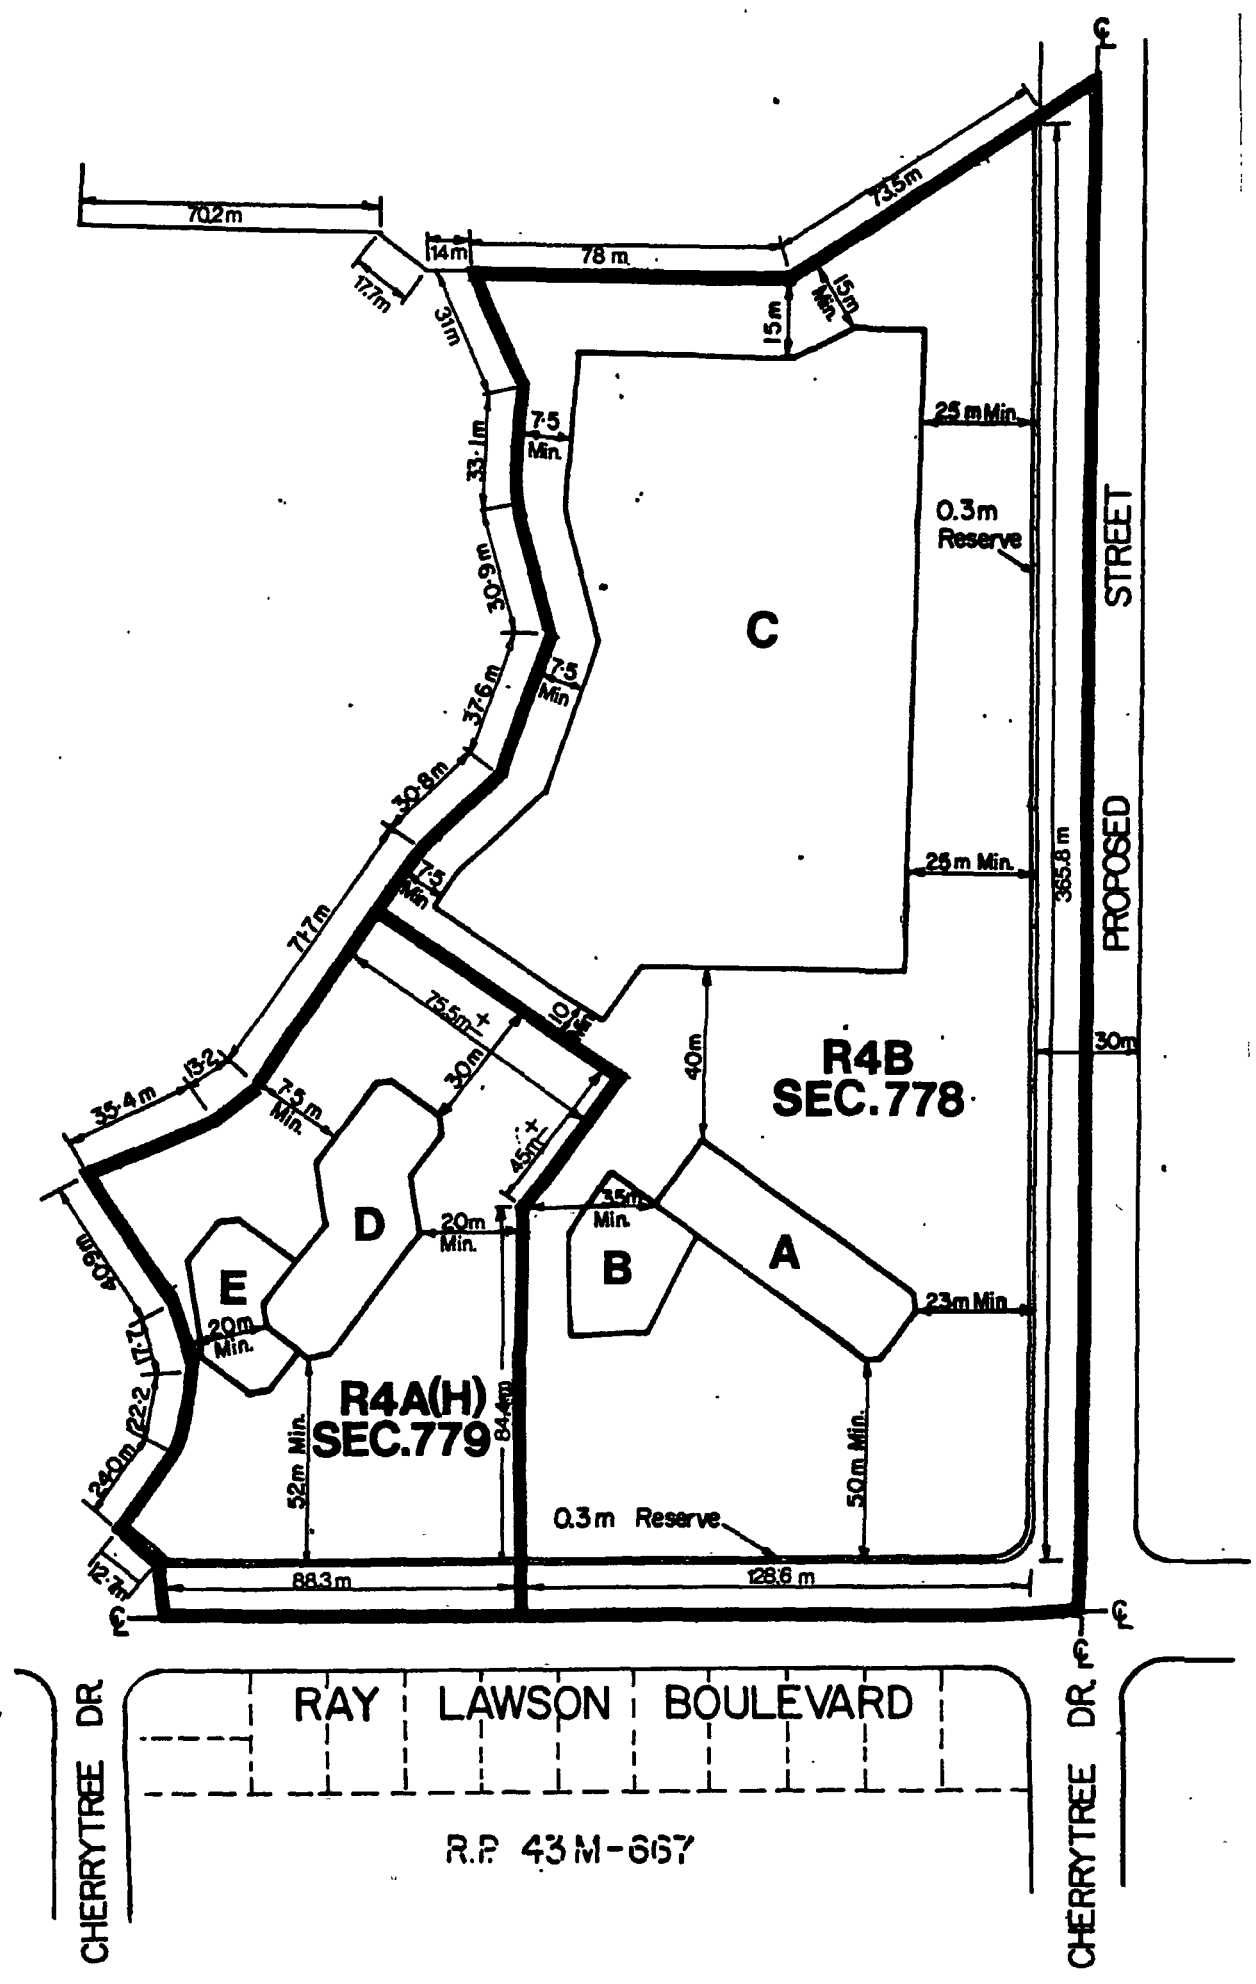 ℄
73.5m
70.2m
14m
78 m
17.7m
31m
15m
15m
Min.
7.5
Min.
25m Min.
33.1m
0.3m
Reserve
STREET
30.9m
C
7.5
Min
37.6m
30.8m
PROPOSED
365.8 m
7.5
Min
25m Min.
71.7m
75.5m±
10
30m
40m
R4B
SEC.778
30m
13.2
35.4m
7.5 m
Min.
45m±
35m
Min.
D
20m
Min.
B
A
40.9m
E
20m
Min.
23m Min
17.7
22.2
R4A(H)
SEC.779
84.4m
52m Min.
50m Min.
24.0m
0.3m Reserve
12.7m
88.3m
128.6 m
℄
℄
℄
RAY LAWSON BOULEVARD
CHERRYTREE DR.
CHERRYTREE DR.
R.P. 43M-667